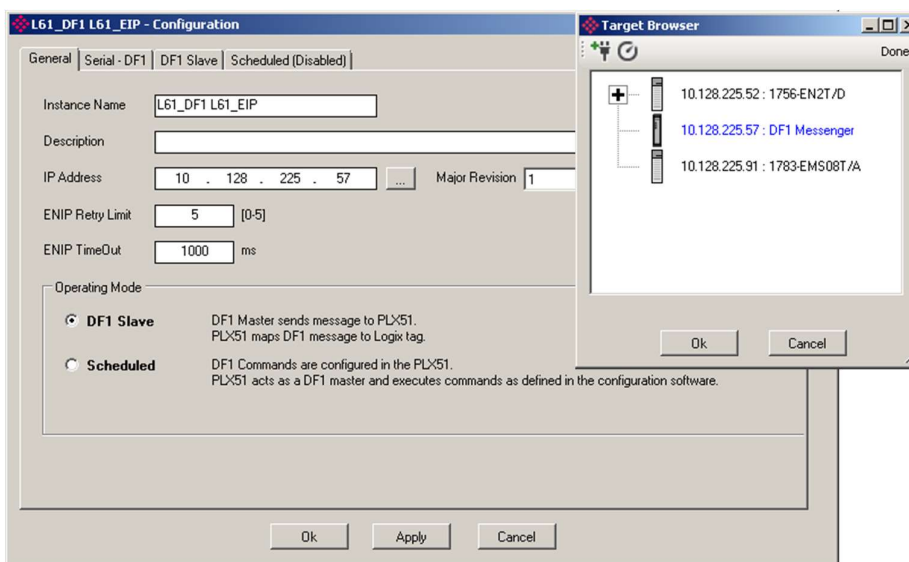 L61_DF1 L61_EIP - Configuration
General
Serial - DF1
DF1 Slave
Scheduled (Disabled)
Instance Name
L61_DF1 L61_EIP
Description
IP Address
10 . 128 . 225 . 57
...
Major Revision
1
ENIP Retry Limit
5
[0-5]
ENIP TimeOut
1000
ms
Operating Mode
DF1 Slave
DF1 Master sends message to PLX51.
PLX51 maps DF1 message to Logix tag.
Scheduled
DF1 Commands are configured in the PLX51.
PLX51 acts as a DF1 master and executes commands as defined in the configuration software.
Ok
Apply
Cancel
Target Browser
Done
10.128.225.52 : 1756-EN2T/D
10.128.225.57 : DF1 Messenger
10.128.225.91 : 1783-EMS08T/A
Ok
Cancel